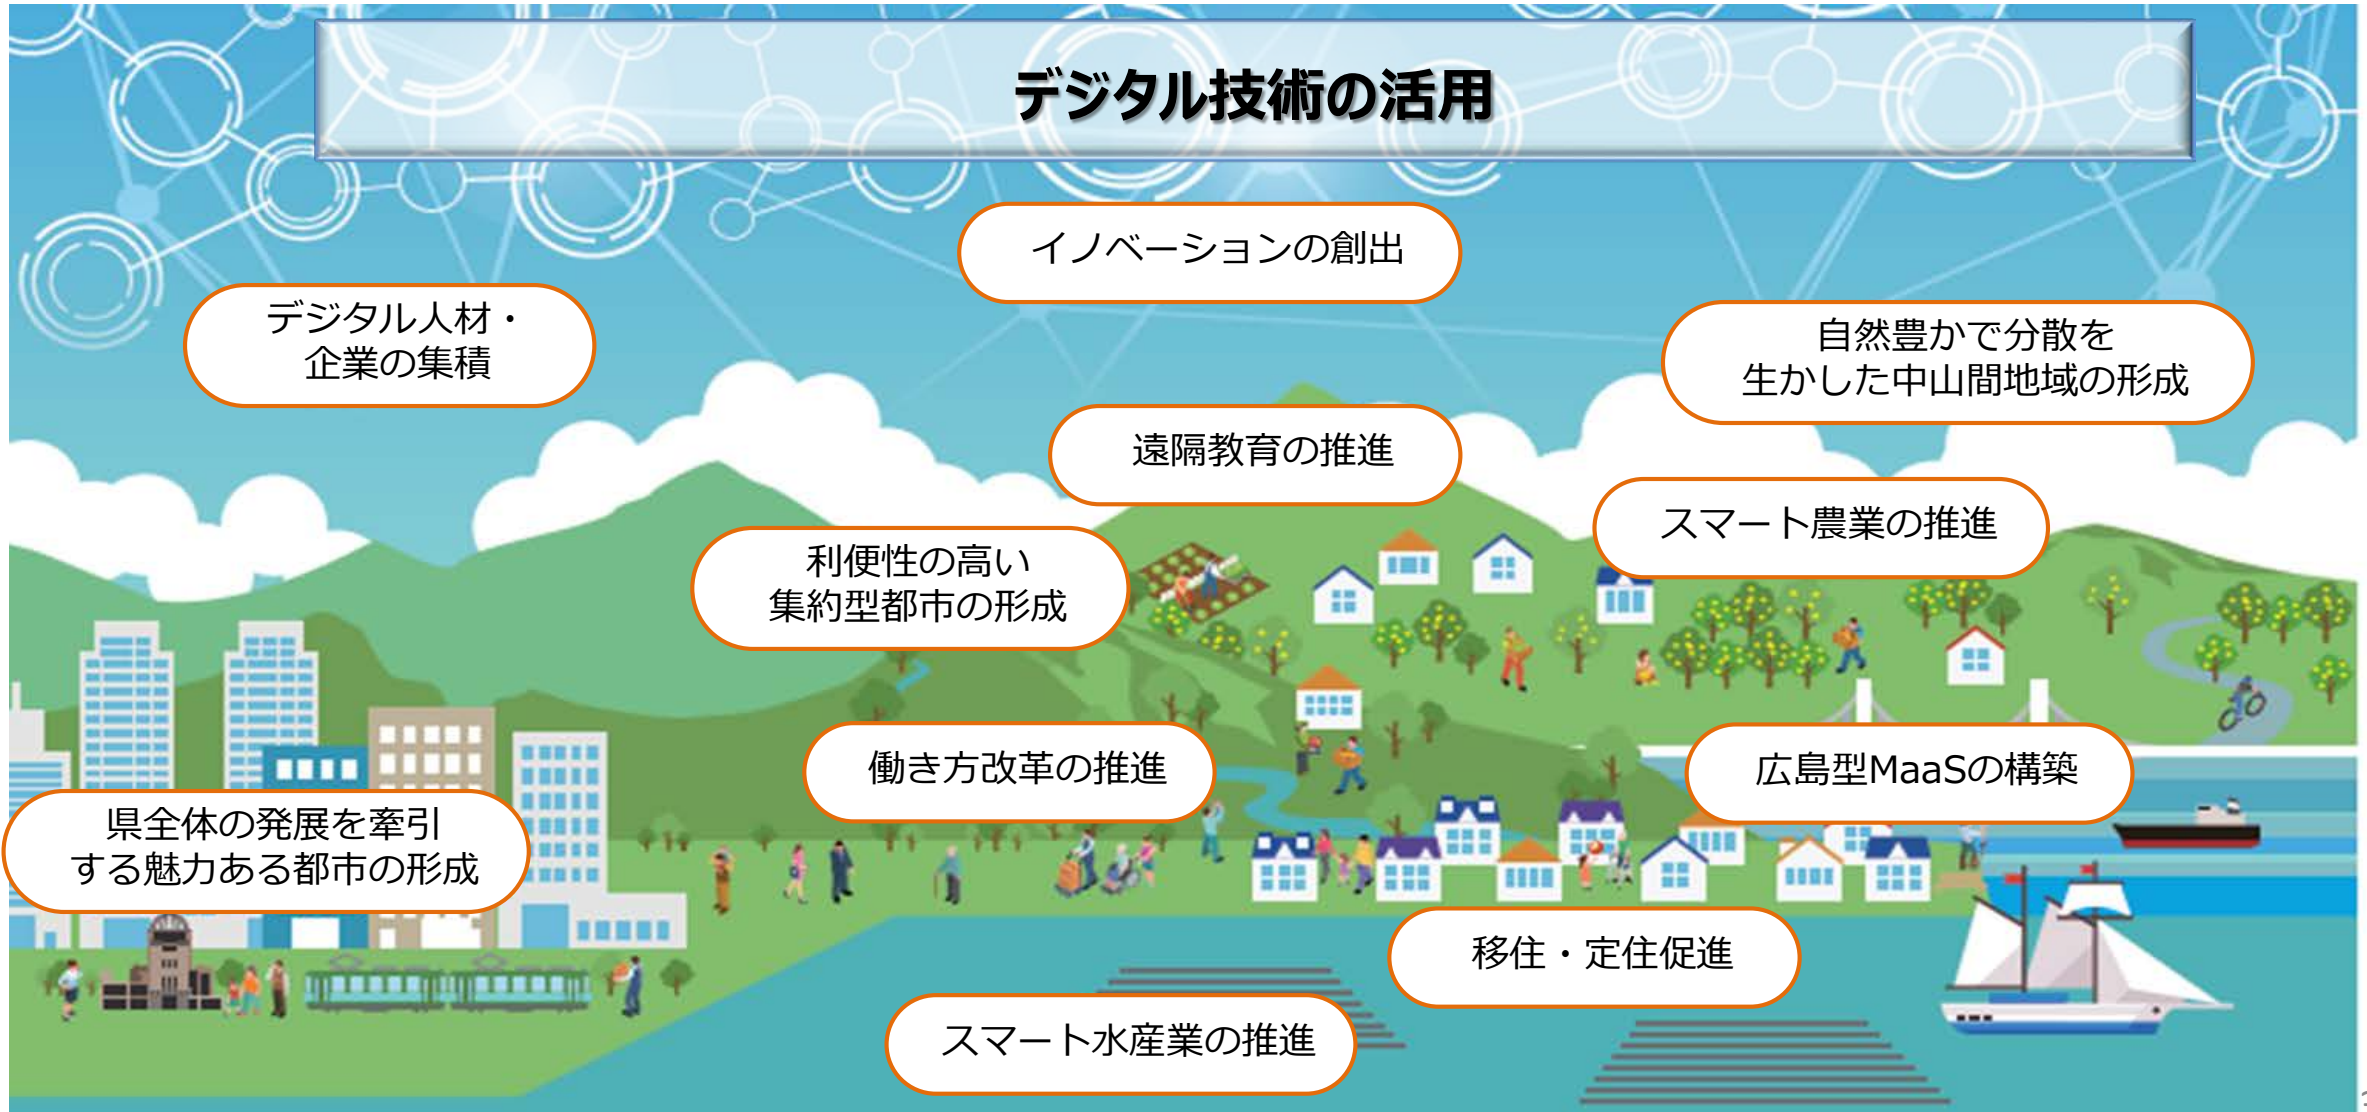 デジタル技術の活用
イノベーションの創出
デジタル人材・
企業の集積
自然豊かで分散を
生かした中山間地域の形成
遠隔教育の推進
スマート農業の推進
利便性の高い
集約型都市の形成
働き方改革の推進
広島型MaaSの構築
県全体の発展を牽引
する魅力ある都市の形成
移住・定住促進
スマート水産業の推進